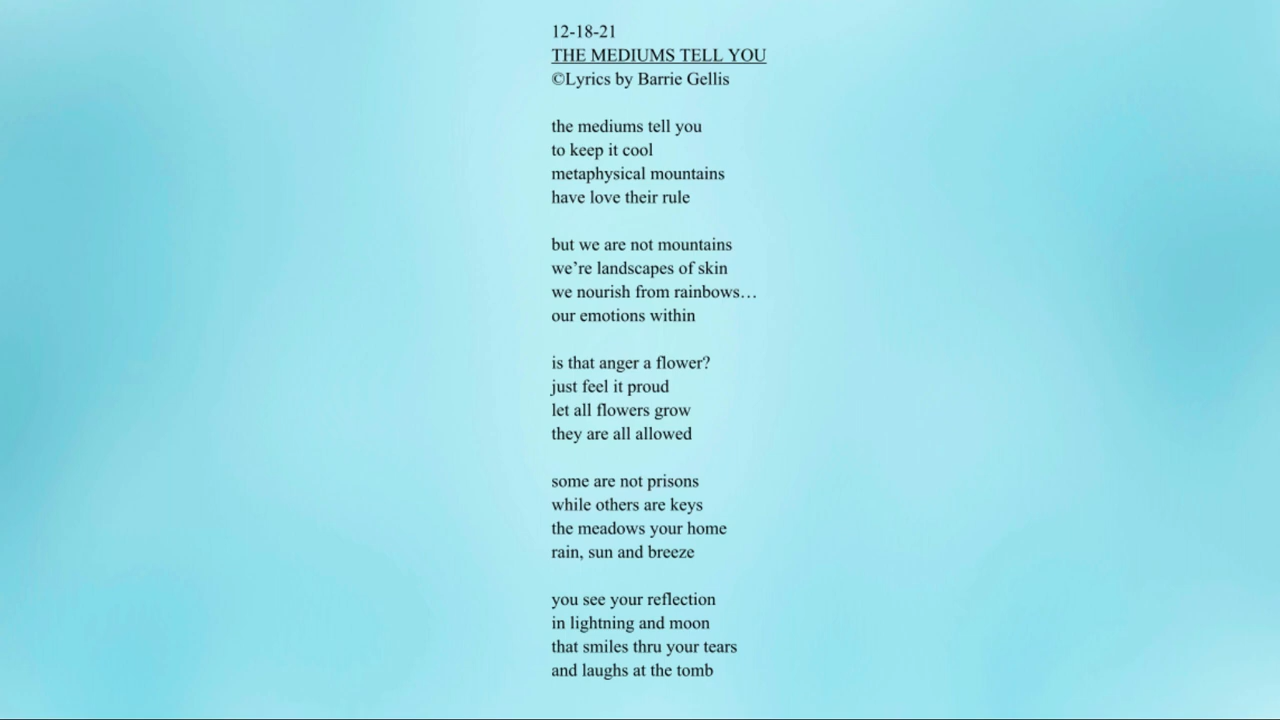 12-18-21
THE MEDIUMS TELL YOU
©Lyrics by Barrie Gellis
the mediums tell you
to keep it cool
metaphysical mountains
have love their rule
but we are not mountains
we’re landscapes of skin
we nourish from rainbows…
our emotions within
is that anger a flower?
just feel it proud
let all flowers grow
they are all allowed
some are not prisons
while others are keys
the meadows your home
rain, sun and breeze
you see your reflection
in lightning and moon
that smiles thru your tears
and laughs at the tomb